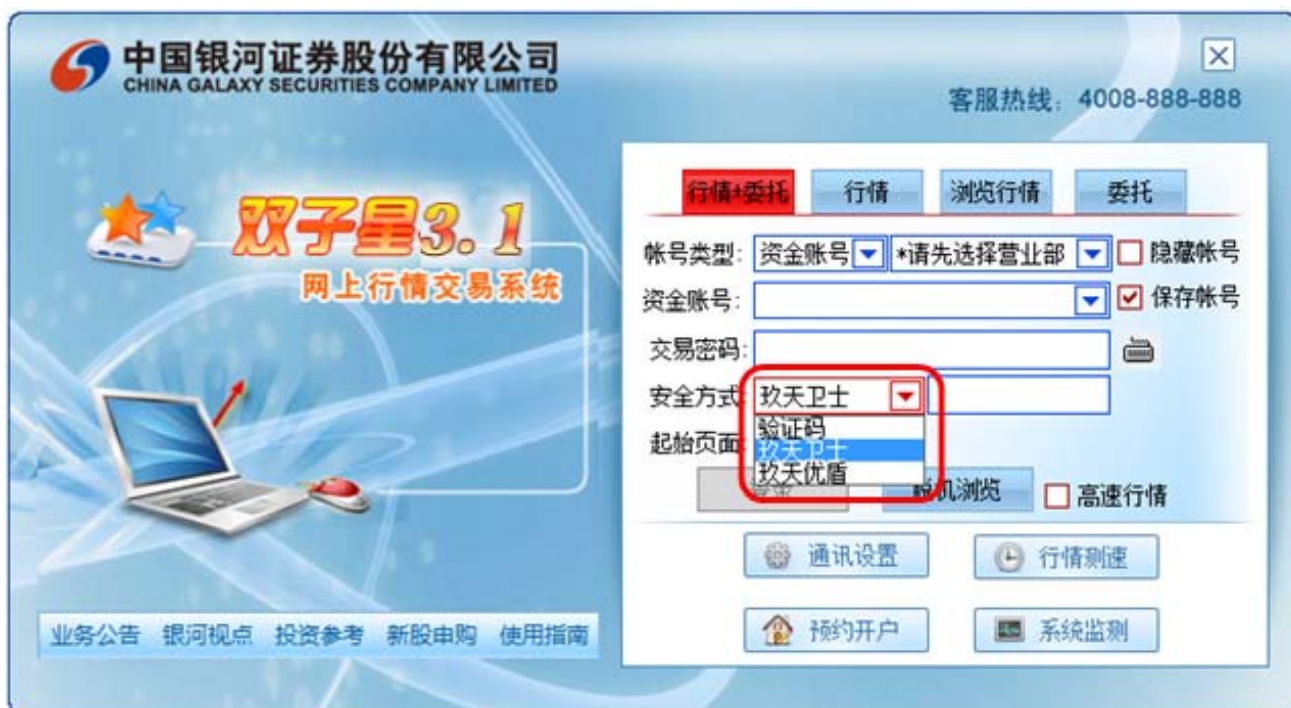 中国银河证券股份有限公司
CHINA GALAXY SECURITIES COMPANY LIMITED
客服热线: 4008-888-888
双子星3.1
网上行情交易系统
行情+委托 行情 浏览行情 委托
帐号类型: 资金账号 *请先选择营业部 隐藏帐号
资金账号: 保存帐号
交易密码:
安全方式 玖天卫士
验证码
起始页面 玖天卫士
玖天优盾
脱机浏览 高速行情
通讯设置 行情测速
预约开户 系统监测
业务公告 银河视点 投资参考 新股申购 使用指南